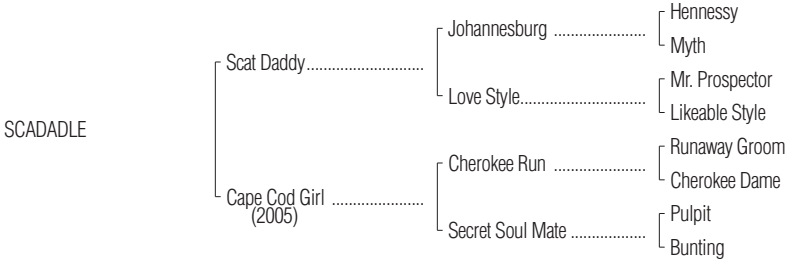 Hennessy
Johannesburg ......................
Myth
Scat Daddy............................
Mr. Prospector
Love Style..............................
Likeable Style
SCADADLE
Runaway Groom
Cherokee Run ......................
Cherokee Dame
Cape Cod Girl ......................
(2005)
Pulpit
Secret Soul Mate ..................
Bunting